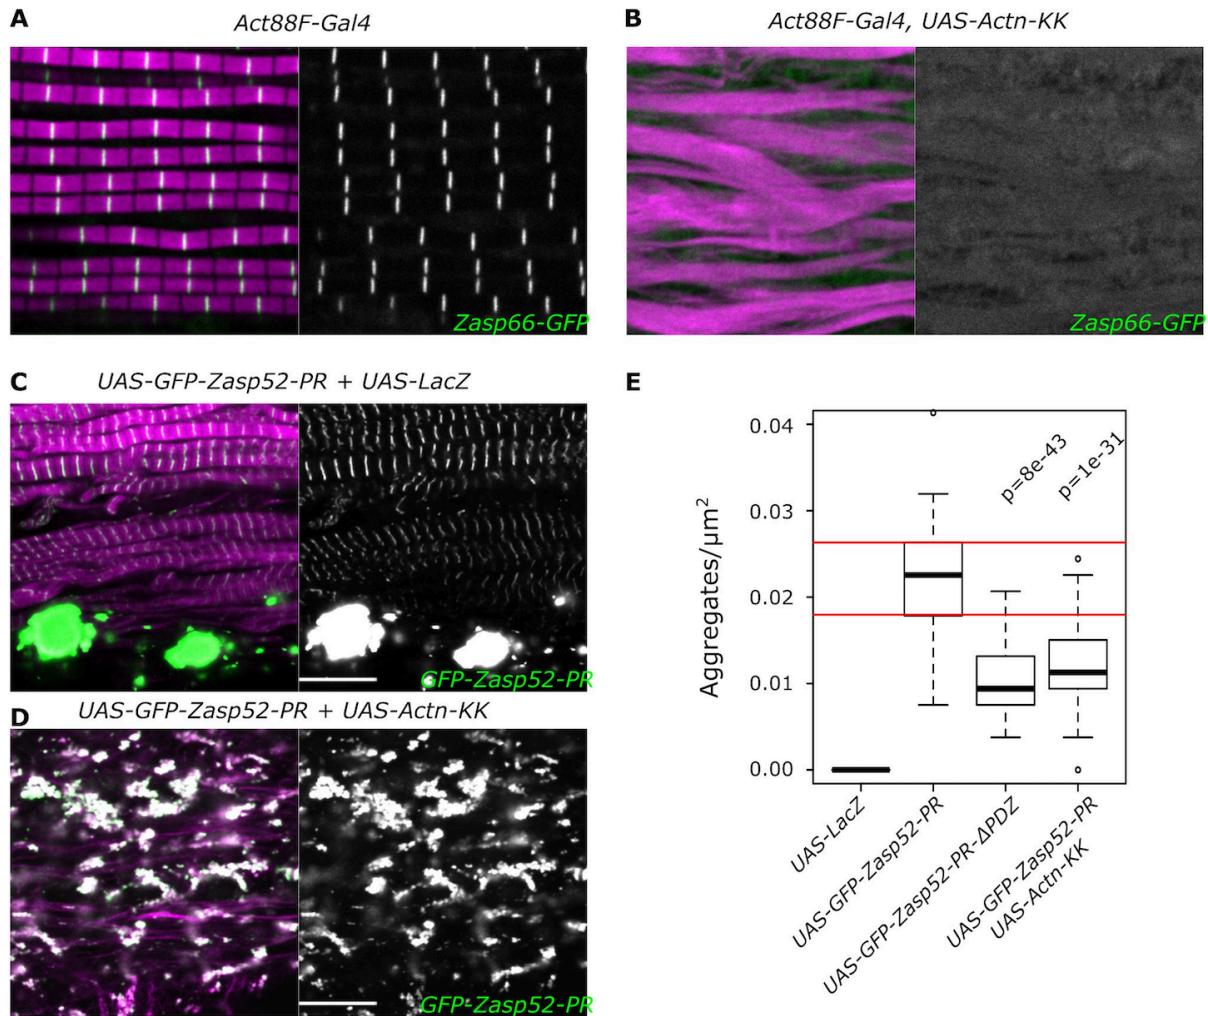 A
Act88F-Gal4
Zasp66-GFP
B
Act88F-Gal4, UAS-Actn-KK
Zasp66-GFP
C
UAS-GFP-Zasp52-PR + UAS-LacZ
GFP-Zasp52-PR
D
UAS-GFP-Zasp52-PR + UAS-Actn-KK
GFP-Zasp52-PR
E
Aggregates/μm²
0.04
0.03
0.02
0.01
0.00
p=8e-43
p=1e-31
UAS-LacZ
UAS-GFP-Zasp52-PR
UAS-GFP-Zasp52-PR-ΔPDZ
UAS-GFP-Zasp52-PR
UAS-Actn-KK